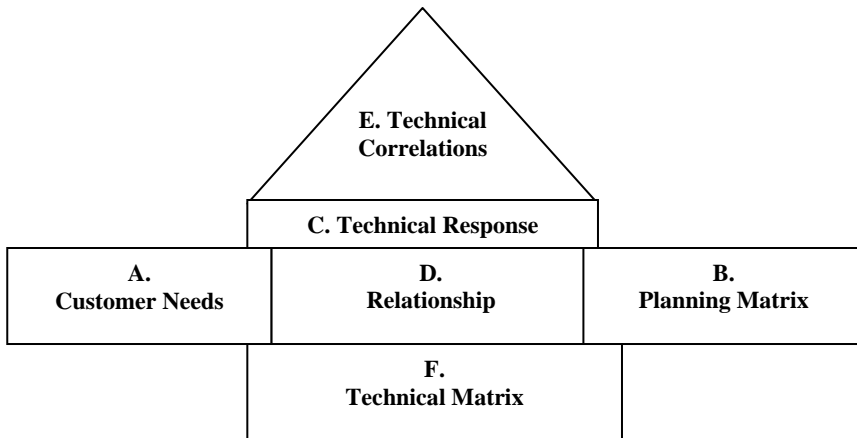 E. Technical
Correlations
C. Technical Response
A.
Customer Needs
D.
Relationship
B.
Planning Matrix
F.
Technical Matrix